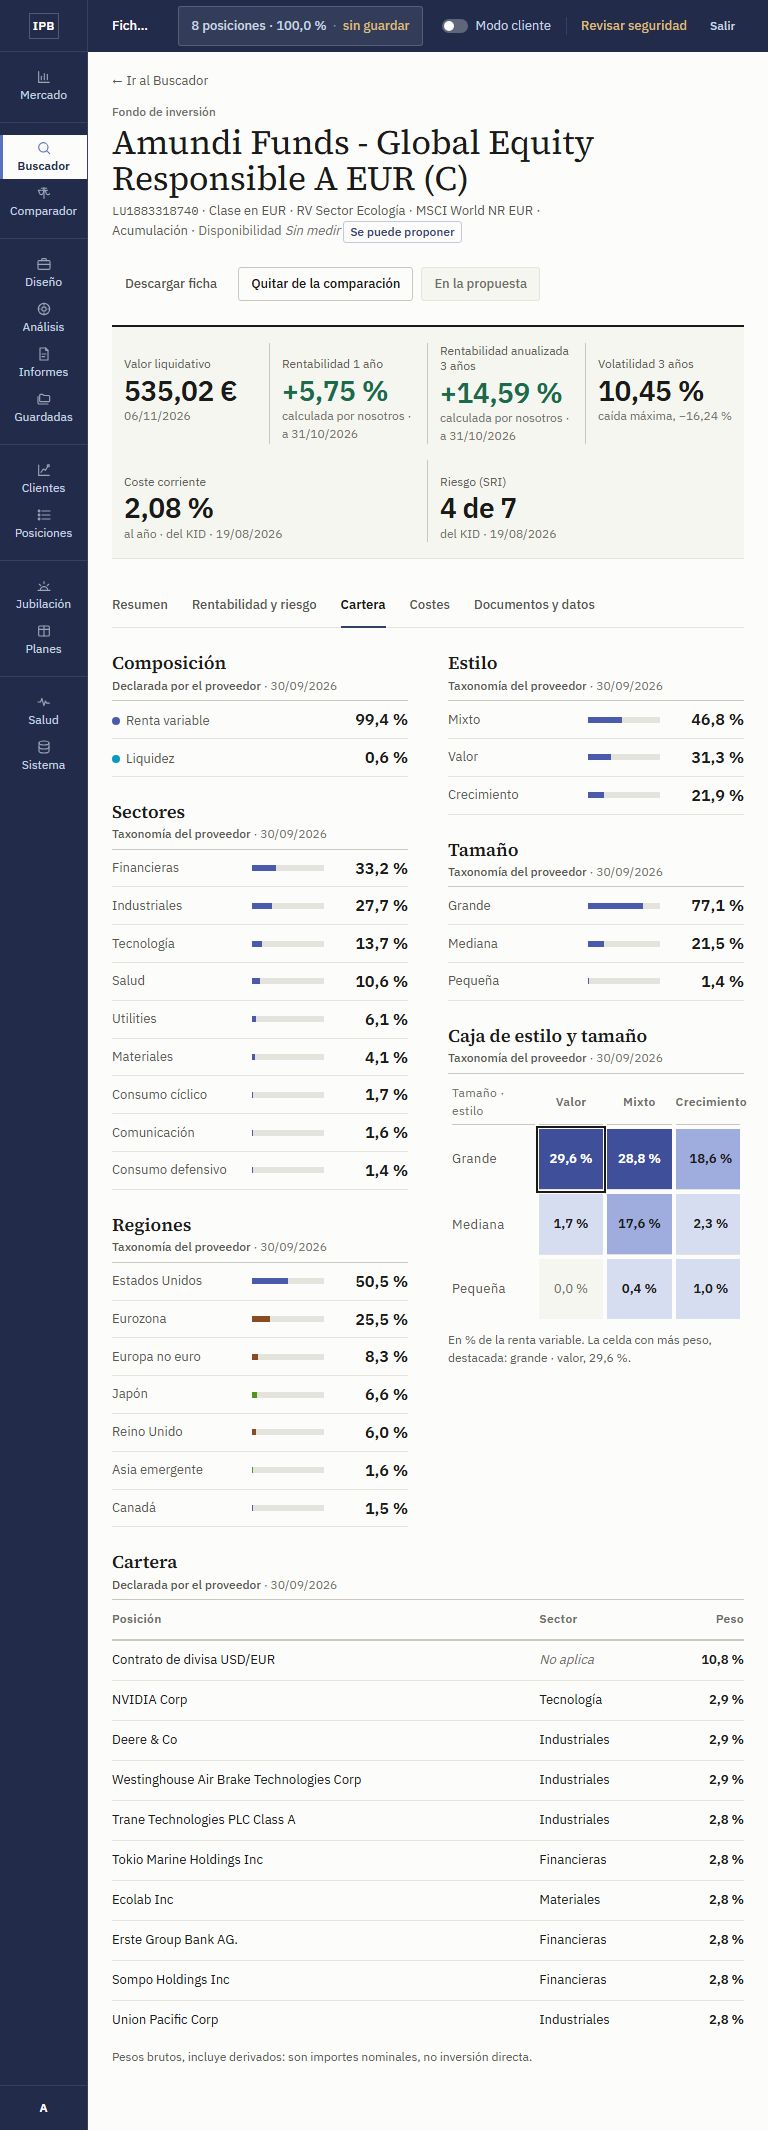 IPB
Fich...
8 posiciones · 100,0 % · sin guardar
Modo cliente
Revisar seguridad
Salir
Mercado
Buscador
Comparador
Diseño
Análisis
Informes
Guardadas
Clientes
Posiciones
Jubilación
Planes
Salud
Sistema
A
← Ir al Buscador
Fondo de inversión
Amundi Funds - Global Equity
Responsible A EUR (C)
LU1883318740 · Clase en EUR · RV Sector Ecología · MSCI World NR EUR ·
Acumulación · Disponibilidad Sin medir Se puede proponer
Descargar ficha
Quitar de la comparación
En la propuesta
Valor liquidativo
535,02 €
06/11/2026
Rentabilidad 1 año
+5,75 %
calculada por nosotros ·
a 31/10/2026
Rentabilidad anualizada
3 años
+14,59 %
calculada por nosotros ·
a 31/10/2026
Volatilidad 3 años
10,45 %
caída máxima, −16,24 %
Coste corriente
2,08 %
al año · del KID · 19/08/2026
Riesgo (SRI)
4 de 7
del KID · 19/08/2026
Resumen
Rentabilidad y riesgo
Cartera
Costes
Documentos y datos
Composición
Declarada por el proveedor · 30/09/2026
Renta variable 99,4 %
Liquidez 0,6 %
Sectores
Taxonomía del proveedor · 30/09/2026
Financieras 33,2 %
Industriales 27,7 %
Tecnología 13,7 %
Salud 10,6 %
Utilities 6,1 %
Materiales 4,1 %
Consumo cíclico 1,7 %
Comunicación 1,6 %
Consumo defensivo 1,4 %
Regiones
Taxonomía del proveedor · 30/09/2026
Estados Unidos 50,5 %
Eurozona 25,5 %
Europa no euro 8,3 %
Japón 6,6 %
Reino Unido 6,0 %
Asia emergente 1,6 %
Canadá 1,5 %
Estilo
Taxonomía del proveedor · 30/09/2026
Mixto 46,8 %
Valor 31,3 %
Crecimiento 21,9 %
Tamaño
Taxonomía del proveedor · 30/09/2026
Grande 77,1 %
Mediana 21,5 %
Pequeña 1,4 %
Caja de estilo y tamaño
Taxonomía del proveedor · 30/09/2026
Tamaño ·
estilo
Valor Mixto Crecimiento
Grande 29,6 % 28,8 % 18,6 %
Mediana 1,7 % 17,6 % 2,3 %
Pequeña 0,0 % 0,4 % 1,0 %
En % de la renta variable. La celda con más peso,
destacada: grande · valor, 29,6 %.
Cartera
Declarada por el proveedor · 30/09/2026
Posición Sector Peso
Contrato de divisa USD/EUR No aplica 10,8 %
NVIDIA Corp Tecnología 2,9 %
Deere & Co Industriales 2,9 %
Westinghouse Air Brake Technologies Corp Industriales 2,9 %
Trane Technologies PLC Class A Industriales 2,8 %
Tokio Marine Holdings Inc Financieras 2,8 %
Ecolab Inc Materiales 2,8 %
Erste Group Bank AG. Financieras 2,8 %
Sompo Holdings Inc Financieras 2,8 %
Union Pacific Corp Industriales 2,8 %
Pesos brutos, incluye derivados: son importes nominales, no inversión directa.